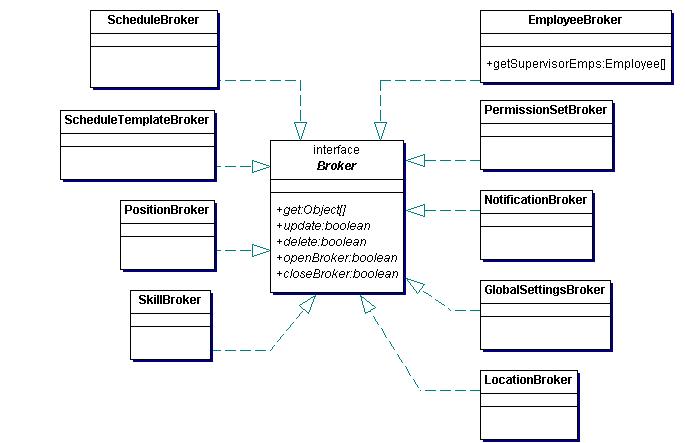 ScheduleBroker
EmployeeBroker
+getSupervisorEmps:Employee[]
ScheduleTemplateBroker
PermissionSetBroker
interface
Broker
+get:Object[]
+update:boolean
+delete:boolean
+openBroker:boolean
+closeBroker:boolean
PositionBroker
NotificationBroker
SkillBroker
GlobalSettingsBroker
LocationBroker